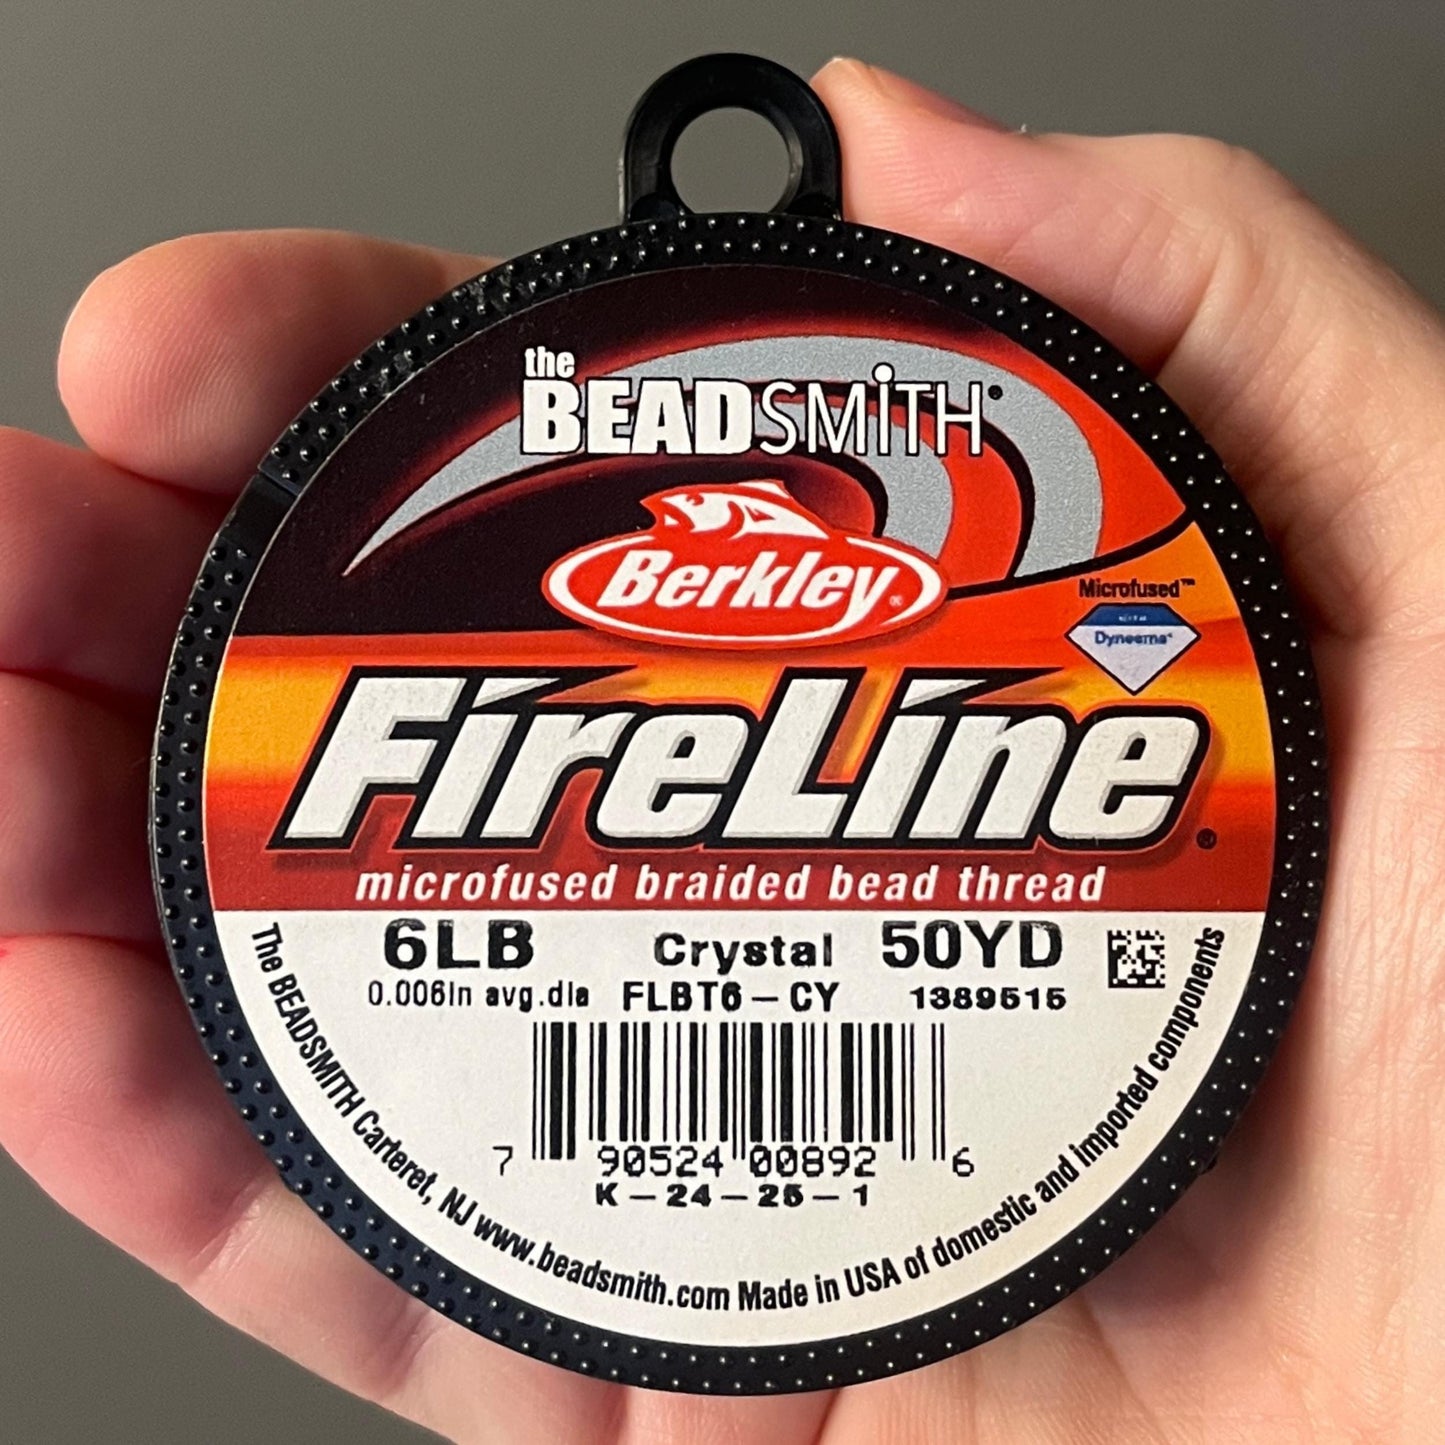 the
BEADSMITH®
Berkley®
Microfused™
with
Dyneema®
FireLine®
microfused braided bead thread
6LB Crystal 50YD
0.006In avg.dia FLBT6-CY 1389515
7 90524 00892 6
K-24-25-1
The BEADSMITH Carteret, NJ www.beadsmith.com Made in USA of domestic and imported components